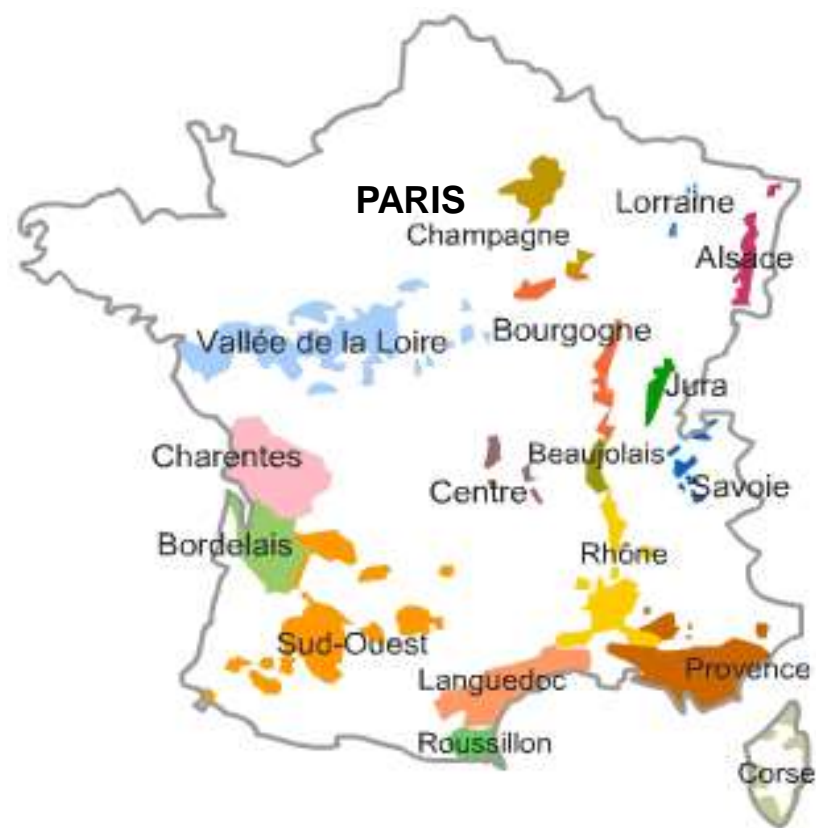 PARIS
Lorraine
Champagne
Alsace
Bourgogne
Vallée de la Loire
Jura
Charentes
Beaujolais
Centre
Savoie
Bordelais
Rhône
Sud-Ouest
Provence
Languedoc
Roussillon
Corse